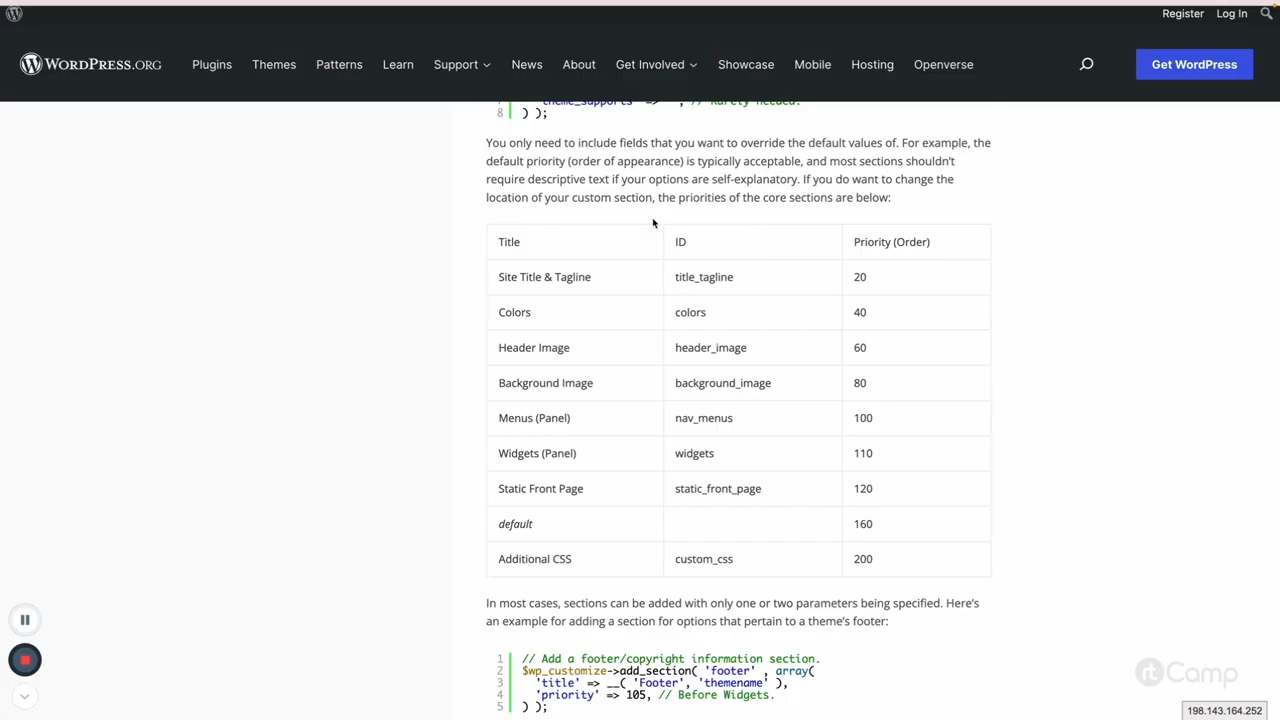 Register Log In
WORDPRESS.ORG Plugins Themes Patterns Learn Support News About Get Involved Showcase Mobile Hosting Openverse Get WordPress
'theme_supports' => '', // Rarely needed.
8 ) );
You only need to include fields that you want to override the default values of. For example, the
default priority (order of appearance) is typically acceptable, and most sections shouldn't
require descriptive text if your options are self-explanatory. If you do want to change the
location of your custom section, the priorities of the core sections are below:
Title ID Priority (Order)
Site Title & Tagline title_tagline 20
Colors colors 40
Header Image header_image 60
Background Image background_image 80
Menus (Panel) nav_menus 100
Widgets (Panel) widgets 110
Static Front Page static_front_page 120
default 160
Additional CSS custom_css 200
In most cases, sections can be added with only one or two parameters being specified. Here's
an example for adding a section for options that pertain to a theme's footer:
1 // Add a footer/copyright information section.
2 $wp_customize->add_section( 'footer' , array(
3 'title' => __( 'Footer', 'themename' ),
4 'priority' => 105, // Before Widgets.
5 ) );
rtCamp
198.143.164.252